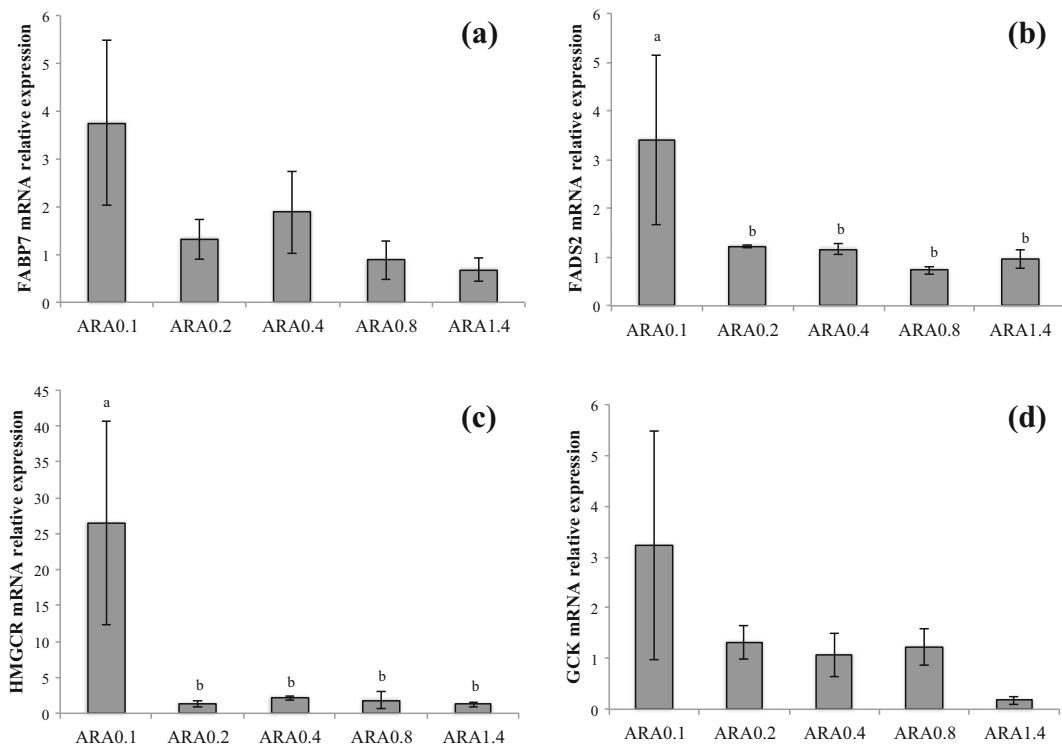 (a)
FABP7 mRNA relative expression
6
5
4
3
2
1
0
ARA0.1 ARA0.2 ARA0.4 ARA0.8 ARA1.4
(b)
FADS2 mRNA relative expression
6
5
4
3
2
1
0
a
b
b
b
b
ARA0.1 ARA0.2 ARA0.4 ARA0.8 ARA1.4
(c)
HMGCR mRNA relative expression
45
40
35
30
25
20
15
10
5
0
a
b
b
b
b
ARA0.1 ARA0.2 ARA0.4 ARA0.8 ARA1.4
(d)
GCK mRNA relative expression
6
5
4
3
2
1
0
ARA0.1 ARA0.2 ARA0.4 ARA0.8 ARA1.4